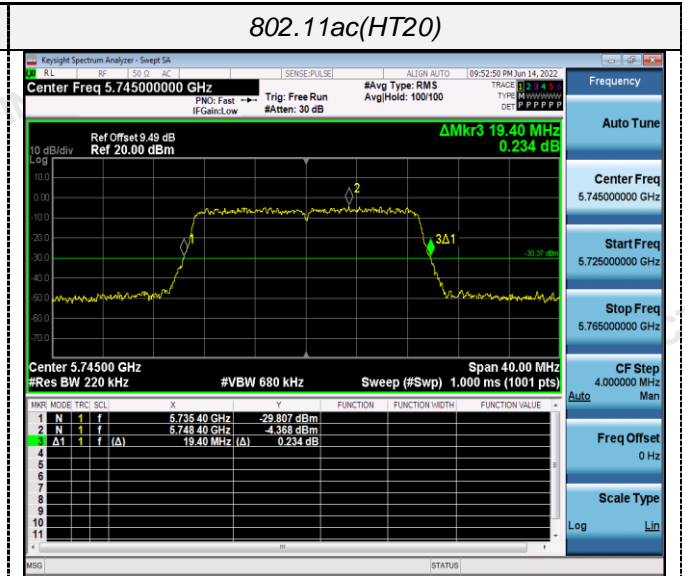 802.11ac(HT20)
Keysight Spectrum Analyzer - Swept SA
RL RF 50 Ω AC SENSE:PULSE ALIGN AUTO 09:52:50 PM Jun 14, 2022
Center Freq 5.745000000 GHz #Avg Type: RMS TRACE 1 2 3 4 5 6
PNO: Fast Trig: Free Run Avg|Hold: 100/100 TYPE M WWWWW
IFGain:Low #Atten: 30 dB DET P P P P P P
Frequency
Auto Tune
Ref Offset 9.49 dB ΔMkr3 19.40 MHz
10 dB/div Ref 20.00 dBm 0.234 dB
Log
10.0
0.00
-10.0
-20.0
-30.0
-40.0
-50.0
-60.0
-70.0
1
2
3Δ1
-30.37 dBm
Center 5.74500 GHz Span 40.00 MHz
#Res BW 220 kHz #VBW 680 kHz Sweep (#Swp) 1.000 ms (1001 pts)
MKR MODE TRC SCL X Y FUNCTION FUNCTION WIDTH FUNCTION VALUE
1 N 1 f 5.735 40 GHz -29.807 dBm
2 N 1 f 5.748 40 GHz -4.368 dBm
3 Δ1 1 f (Δ) 19.40 MHz (Δ) 0.234 dB
4
5
6
7
8
9
10
11
Center Freq
5.745000000 GHz
Start Freq
5.725000000 GHz
Stop Freq
5.765000000 GHz
CF Step
4.000000 MHz
Auto Man
Freq Offset
0 Hz
Scale Type
Log Lin
MSG STATUS